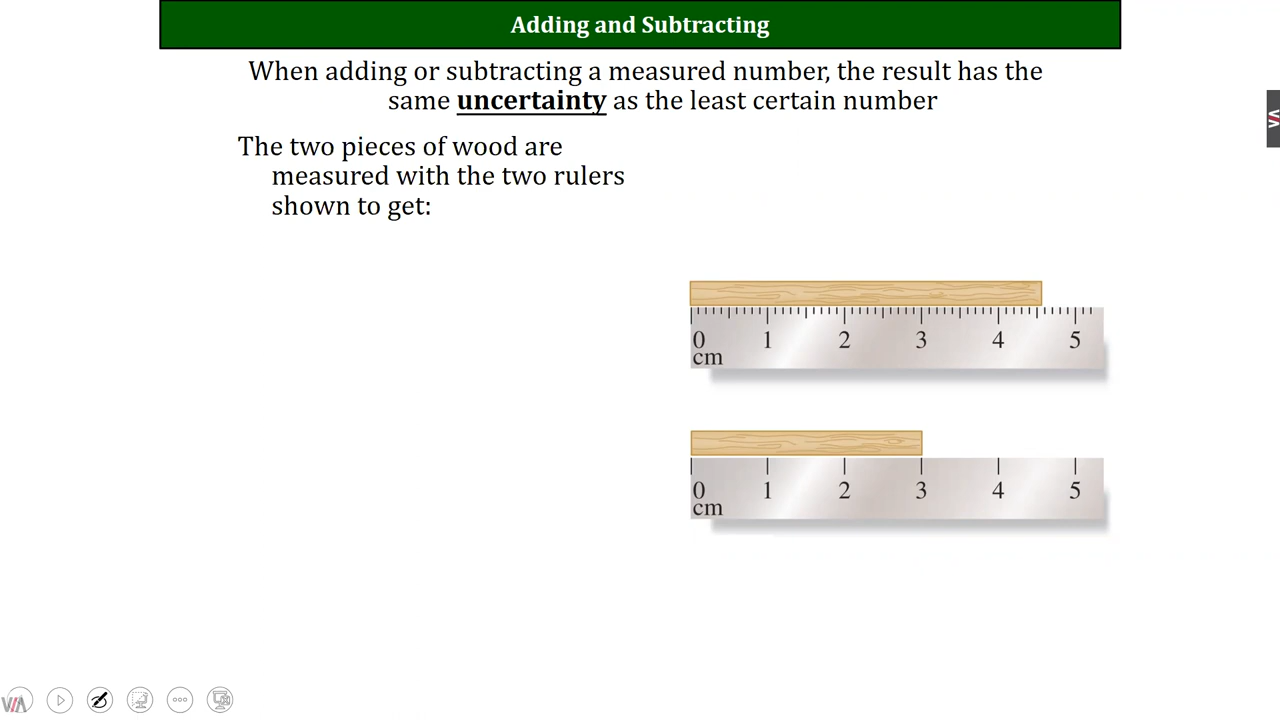 Adding and Subtracting
When adding or subtracting a measured number, the result has the
same uncertainty as the least certain number
The two pieces of wood are
measured with the two rulers
shown to get:
0 1 2 3 4 5
cm
0 1 2 3 4 5
cm
VIA
VIA